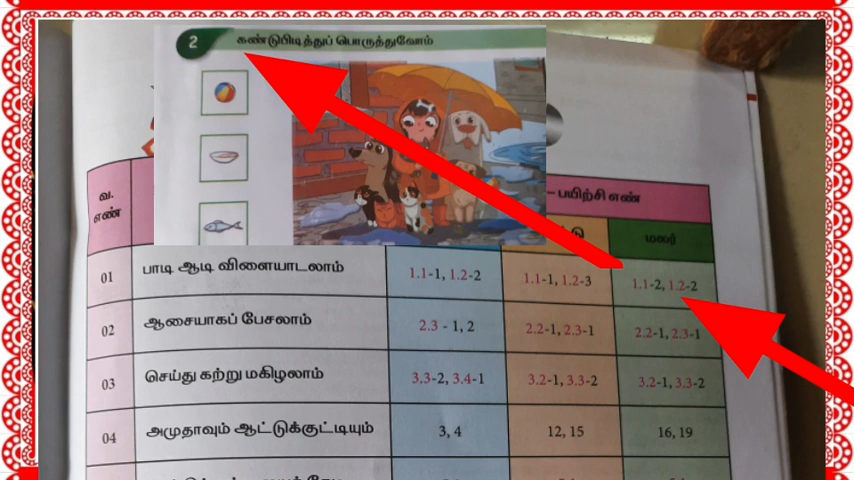 2 கண்டுபிடித்துப் பொருத்துவோம்
வ. எண்
– பயிற்சி எண்
மலர்
01 பாடி ஆடி விளையாடலாம் 1.1-1, 1.2-2 1.1-1, 1.2-3 1.1-2, 1.2-2
02 ஆசையாகப் பேசலாம் 2.3 - 1, 2 2.2-1, 2.3-1 2.2-1, 2.3-1
03 செய்து கற்று மகிழலாம் 3.3-2, 3.4-1 3.2-1, 3.3-2 3.2-1, 3.3-2
04 அமுதாவும் ஆட்டுக்குட்டியும் 3, 4 12, 15 16, 19